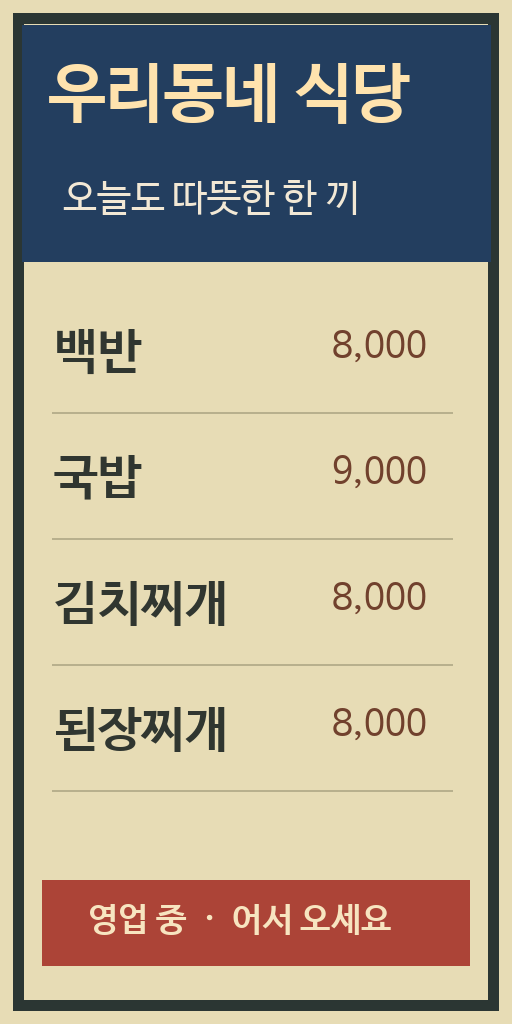 우리동네 식당
오늘도 따뜻한 한 끼
백반 8,000
국밥 9,000
김치찌개 8,000
된장찌개 8,000
영업 중 · 어서 오세요